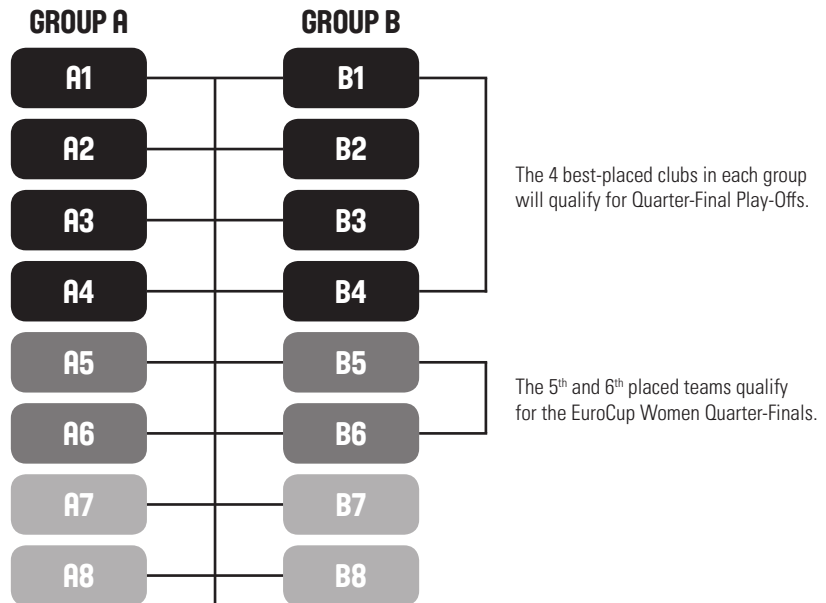 GROUP A GROUP B
A1 B1
A2 B2
A3 B3
A4 B4
A5 B5
A6 B6
A7 B7
A8 B8
The 4 best-placed clubs in each group
will qualify for Quarter-Final Play-Offs.
The 5th and 6th placed teams qualify
for the EuroCup Women Quarter-Finals.